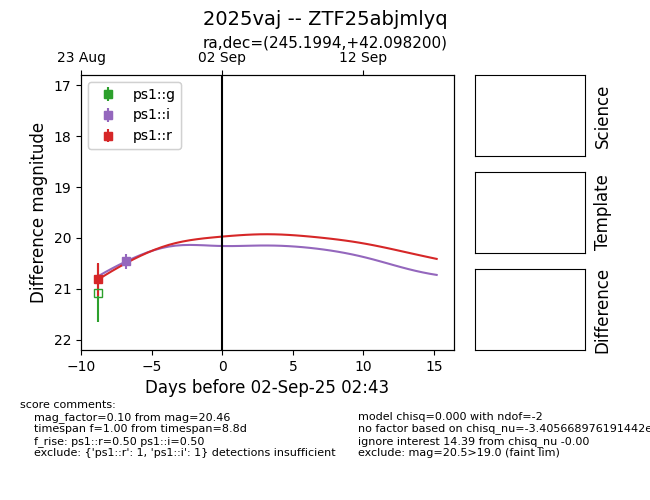 2025vaj -- ZTF25abjmlyq
ra,dec=(245.1994,+42.098200)
23 Aug
02 Sep
12 Sep
ps1::g
ps1::i
ps1::r
17
18
19
20
21
22
Difference magnitude
−10
−5
0
5
10
15
Days before 02-Sep-25 02:43
Science
Template
Difference
score comments:
mag_factor=0.10 from mag=20.46
timespan f=1.00 from timespan=8.8d
f_rise: ps1::r=0.50 ps1::i=0.50
exclude: {'ps1::r': 1, 'ps1::i': 1} detections insufficient
model chisq=0.000 with ndof=-2
no factor based on chisq_nu=-3.405668976191442e
ignore interest 14.39 from chisq_nu -0.00
exclude: mag=20.5>19.0 (faint lim)